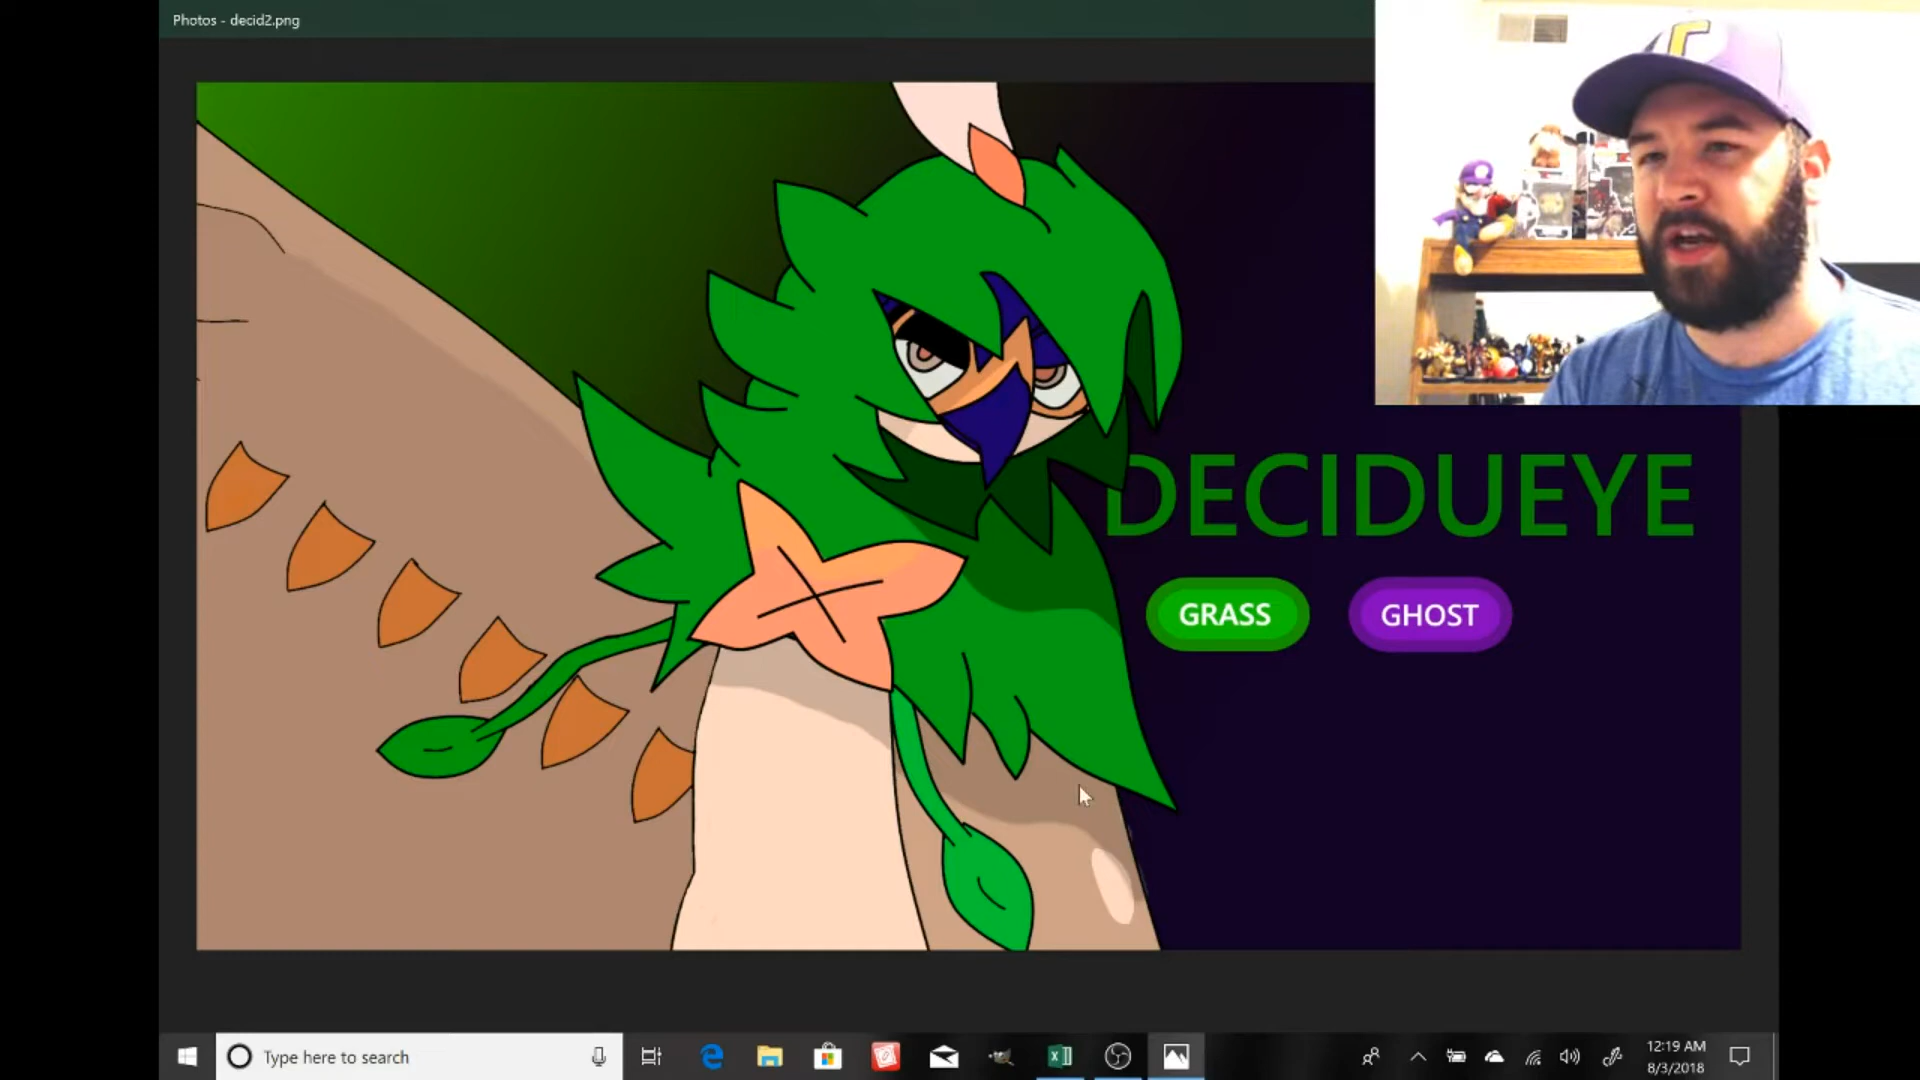 Photos - decid2.png
DECIDUEYE
GRASS
GHOST
Type here to search
12:19 AM
8/3/2018